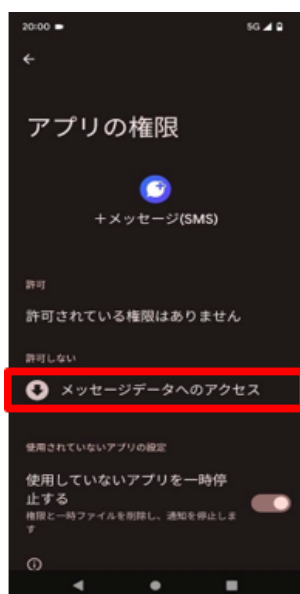 20:00
5G
アプリの権限
+メッセージ(SMS)
許可
許可されている権限はありません
許可しない
メッセージデータへのアクセス
使用されていないアプリの設定
使用していないアプリを一時停
止する
権限と一時ファイルを削除し、通知を停止しま
す